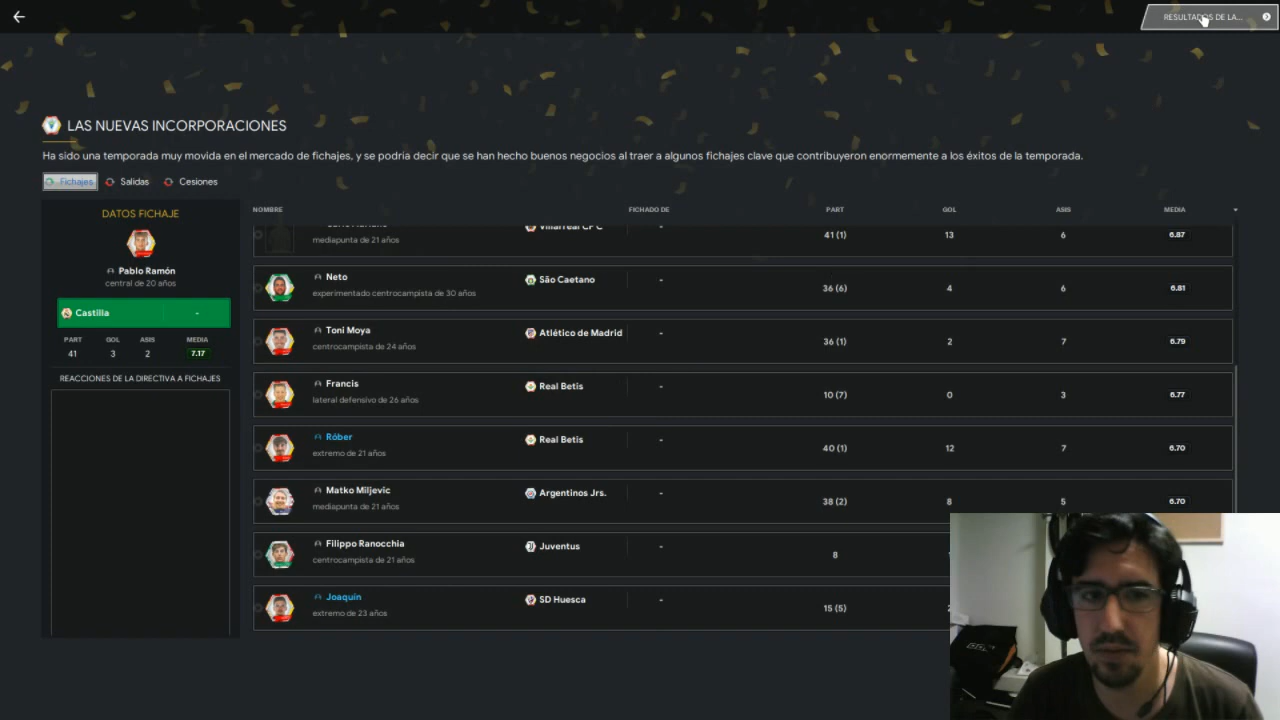 RESULTADOS DE LA...
LAS NUEVAS INCORPORACIONES
Ha sido una temporada muy movida en el mercado de fichajes, y se podría decir que se han hecho buenos negocios al traer a algunos fichajes clave que contribuyeron enormemente a los éxitos de la temporada.
Fichajes Salidas Cesiones
DATOS FICHAJE
Pablo Ramón
central de 20 años
Castilla -
PART GOL ASIS MEDIA
41 3 2 7.17
REACCIONES DE LA DIRECTIVA A FICHAJES
NOMBRE FICHADO DE PART GOL ASIS MEDIA
Villarreal CF C -
mediapunta de 21 años 41 (1) 13 6 6.87
Neto São Caetano -
experimentado centrocampista de 30 años 36 (6) 4 6 6.81
Toni Moya Atlético de Madrid -
centrocampista de 24 años 36 (1) 2 7 6.79
Francis Real Betis -
lateral defensivo de 26 años 10 (7) 0 3 6.77
Róber Real Betis -
extremo de 21 años 40 (1) 12 7 6.70
Matko Miljevic Argentinos Jrs. -
mediapunta de 21 años 38 (2) 8 5 6.70
Filippo Ranocchia Juventus -
centrocampista de 21 años 8
Joaquín SD Huesca -
extremo de 23 años 15 (5)